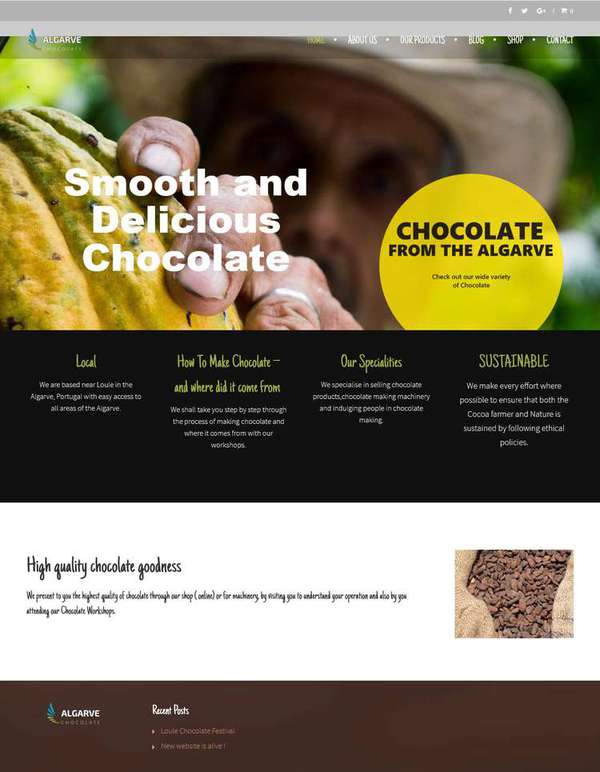 0
ALGARVE
CHOCOLATE
HOME • ABOUT US • OUR PRODUCTS • BLOG • SHOP • CONTACT
Smooth and
Delicious
Chocolate
CHOCOLATE
FROM THE ALGARVE
Check out our wide variety
of Chocolate
Local
We are based near Loule in the
Algarve, Portugal with easy access to
all areas of the Algarve.
How To Make Chocolate –
and where did it come from
We shall take you step by step through
the process of making chocolate and
where it comes from with our
workshops.
Our Specialities
We specialise in selling chocolate
products,chocolate making machinery
and indulging people in chocolate
making.
SUSTAINABLE
We make every effort where
possible to ensure that both the
Cocoa farmer and Nature is
sustained by following ethical
policies.
High quality chocolate goodness
We present to you the highest quality of chocolate through our shop ( online) or for machinery, by visiting you to understand your operation and also by you
attending our Chocolate Workshops.
ALGARVE
CHOCOLATE
Recent Posts
Loule Chocolate Festival
New website is alive !